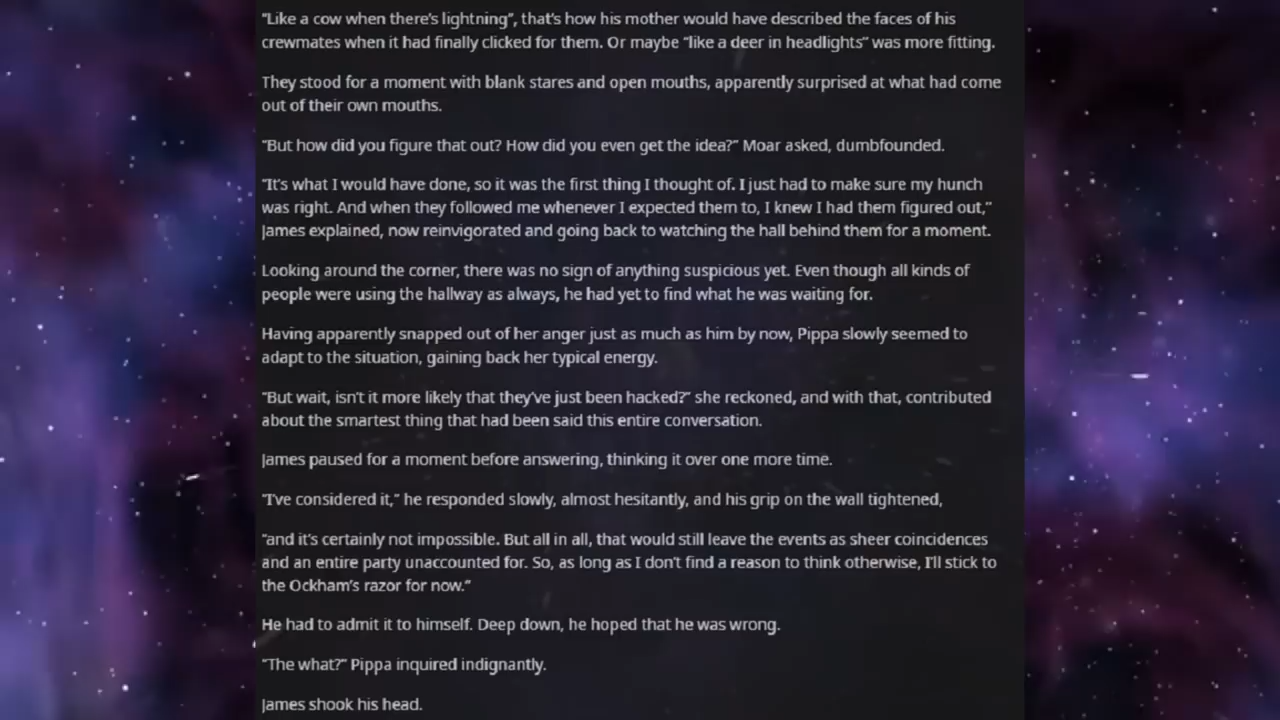 “Like a cow when there’s lightning”, that’s how his mother would have described the faces of his
crewmates when it had finally clicked for them. Or maybe “like a deer in headlights” was more fitting.
They stood for a moment with blank stares and open mouths, apparently surprised at what had come
out of their own mouths.
“But how did you figure that out? How did you even get the idea?” Moar asked, dumbfounded.
“It’s what I would have done, so it was the first thing I thought of. I just had to make sure my hunch
was right. And when they followed me whenever I expected them to, I knew I had them figured out,”
James explained, now reinvigorated and going back to watching the hall behind them for a moment.
Looking around the corner, there was no sign of anything suspicious yet. Even though all kinds of
people were using the hallway as always, he had yet to find what he was waiting for.
Having apparently snapped out of her anger just as much as him by now, Pippa slowly seemed to
adapt to the situation, gaining back her typical energy.
“But wait, isn’t it more likely that they’ve just been hacked?” she reckoned, and with that, contributed
about the smartest thing that had been said this entire conversation.
James paused for a moment before answering, thinking it over one more time.
“I’ve considered it,” he responded slowly, almost hesitantly, and his grip on the wall tightened,
“and it’s certainly not impossible. But all in all, that would still leave the events as sheer coincidences
and an entire party unaccounted for. So, as long as I don’t find a reason to think otherwise, I’ll stick to
the Ockham’s razor for now.”
He had to admit it to himself. Deep down, he hoped that he was wrong.
“The what?” Pippa inquired indignantly.
James shook his head.